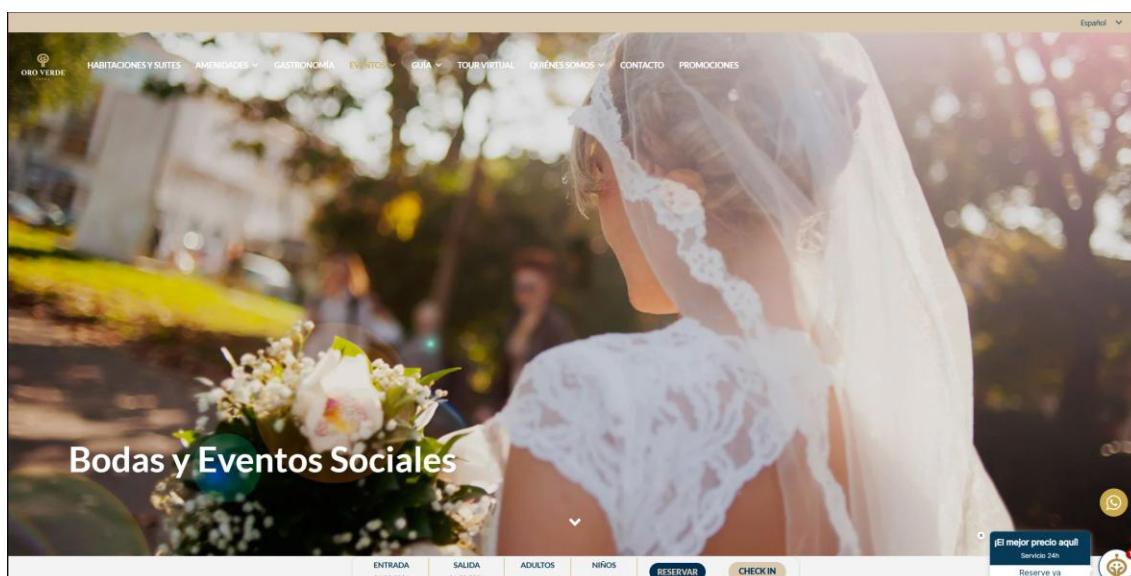 Español
ORO VERDE
HABITACIONES Y SUITES AMENIDADES GASTRONOMÍA EVENTOS GUÍA TOUR VIRTUAL QUIÉNES SOMOS CONTACTO PROMOCIONES
Bodas y Eventos Sociales
¡El mejor precio aquí!
Servicio 24h
Reserve ya
ENTRADA SALIDA ADULTOS NIÑOS RESERVAR CHECK IN